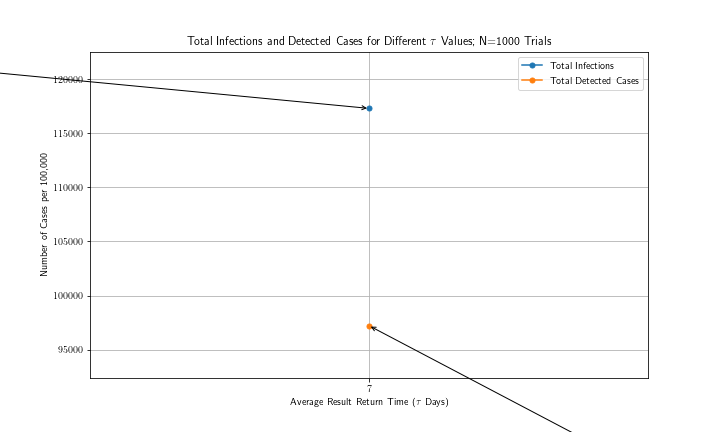 Total Infections and Detected Cases for Different τ Values; N=1000 Trials
Total Infections
Total Detected Cases
120000
115000
110000
105000
100000
95000
Number of Cases per 100,000
7
Average Result Return Time (τ Days)